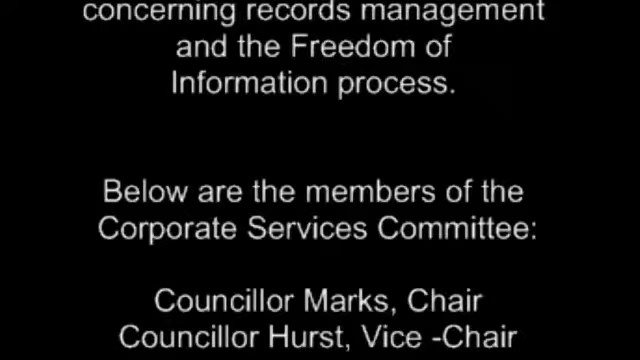 concerning records management
and the Freedom of
Information process.
Below are the members of the
Corporate Services Committee:
Councillor Marks, Chair
Councillor Hurst, Vice -Chair